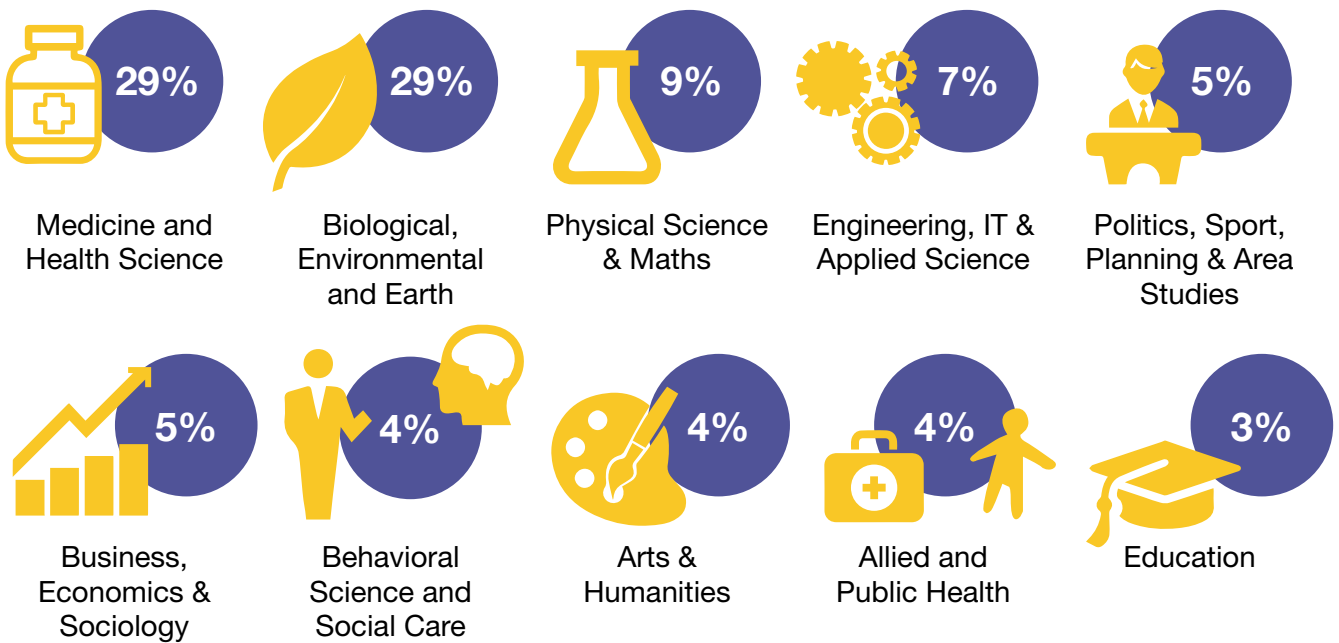 29%
29%
9%
7%
5%
Medicine and
Health Science
Biological,
Environmental
and Earth
Physical Science
& Maths
Engineering, IT &
Applied Science
Politics, Sport,
Planning & Area
Studies
5%
4%
4%
4%
3%
Business,
Economics &
Sociology
Behavioral
Science and
Social Care
Arts &
Humanities
Allied and
Public Health
Education